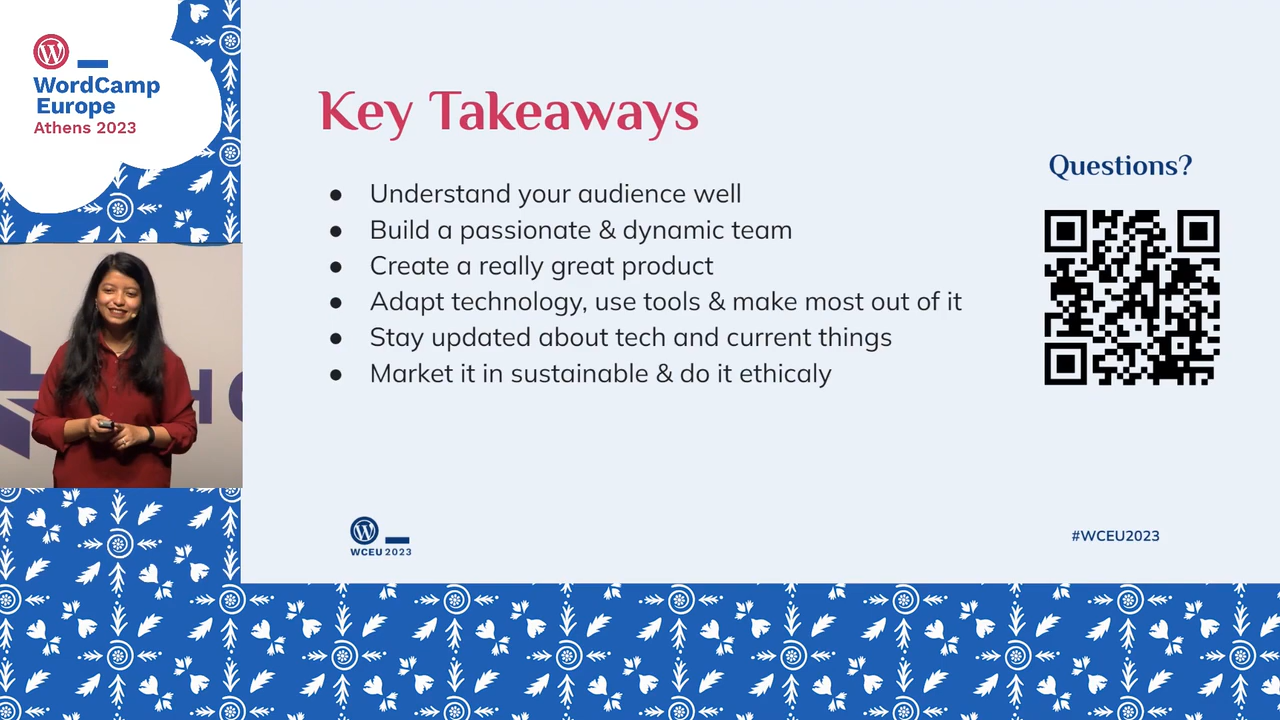 WordCamp
Europe
Athens 2023
Key Takeaways
Questions?
● Understand your audience well
● Build a passionate & dynamic team
● Create a really great product
● Adapt technology, use tools & make most out of it
● Stay updated about tech and current things
● Market it in sustainable & do it ethicaly
WCEU 2023
#WCEU2023